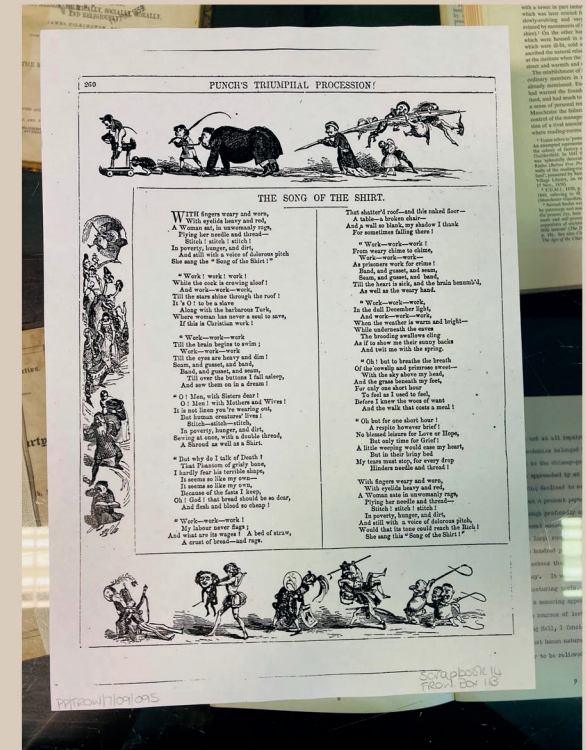 260
PUNCH'S TRIUMPHAL PROCESSION!
THE SONG OF THE SHIRT.
WITH fingers weary and worn,
With eyelids heavy and red,
A Woman sat, in unwomanly rags,
Plying her needle and thread—
Stitch! stitch! stitch!
In poverty, hunger, and dirt,
And still with a voice of dolorous pitch
She sang the "Song of the Shirt!"
"Work! work! work!
While the cock is crowing aloof!
And work—work—work,
Till the stars shine through the roof!
It 's O! to be a slave
Along with the barbarous Turk,
Where woman has never a soul to save,
If this is Christian work!
"Work—work—work
Till the brain begins to swim;
Work—work—work
Till the eyes are heavy and dim!
Seam, and gusset, and band,
Band, and gusset, and seam,
Till over the buttons I fall asleep,
And sew them on in a dream!
"O! Men, with Sisters dear!
O! Men! with Mothers and Wives!
It is not linen you're wearing out,
But human creatures' lives!
Stitch—stitch—stitch,
In poverty, hunger, and dirt,
Sewing at once, with a double thread,
A Shroud as well as a Shirt.
"But why do I talk of Death!
That Phantom of grisly bone,
I hardly fear his terrible shape,
It seems so like my own—
It seems so like my own,
Because of the fasts I keep,
Oh! God! that bread should be so dear,
And flesh and blood so cheap!
"Work—work—work!
My labour never flags;
And what are its wages? A bed of straw,
A crust of bread—and rags.
That shatter'd roof—and this naked floor—
A table—a broken chair—
And a wall so blank, my shadow I thank
For sometimes falling there!
"Work—work—work!
From weary chime to chime,
Work—work—work—
As prisoners work for crime!
Band, and gusset, and seam,
Seam, and gusset, and band,
Till the heart is sick, and the brain benumb'd,
As well as the weary hand.
"Work—work—work,
In the dull December light,
And work—work—work,
When the weather is warm and bright—
While underneath the eaves
The brooding swallows cling
As if to show me their sunny backs
And twit me with the spring.
"Oh! but to breathe the breath
Of the cowslip and primrose sweet—
With the sky above my head,
And the grass beneath my feet,
For only one short hour
To feel as I used to feel,
Before I knew the woes of want
And the walk that costs a meal!
"Oh but for one short hour!
A respite however brief!
No blessed leisure for Love or Hope,
But only time for Grief!
A little weeping would ease my heart,
But in their briny bed
My tears must stop, for every drop
Hinders needle and thread!
With fingers weary and worn,
With eyelids heavy and red,
A Woman sate in unwomanly rags,
Plying her needle and thread—
Stitch! stitch! stitch!
In poverty, hunger, and dirt,
And still with a voice of dolorous pitch,
Would that its tone could reach the Rich!
She sang this "Song of the Shirt!"
PP/TROW/7/09/095
Scrapbook 14
FROM BOX 113